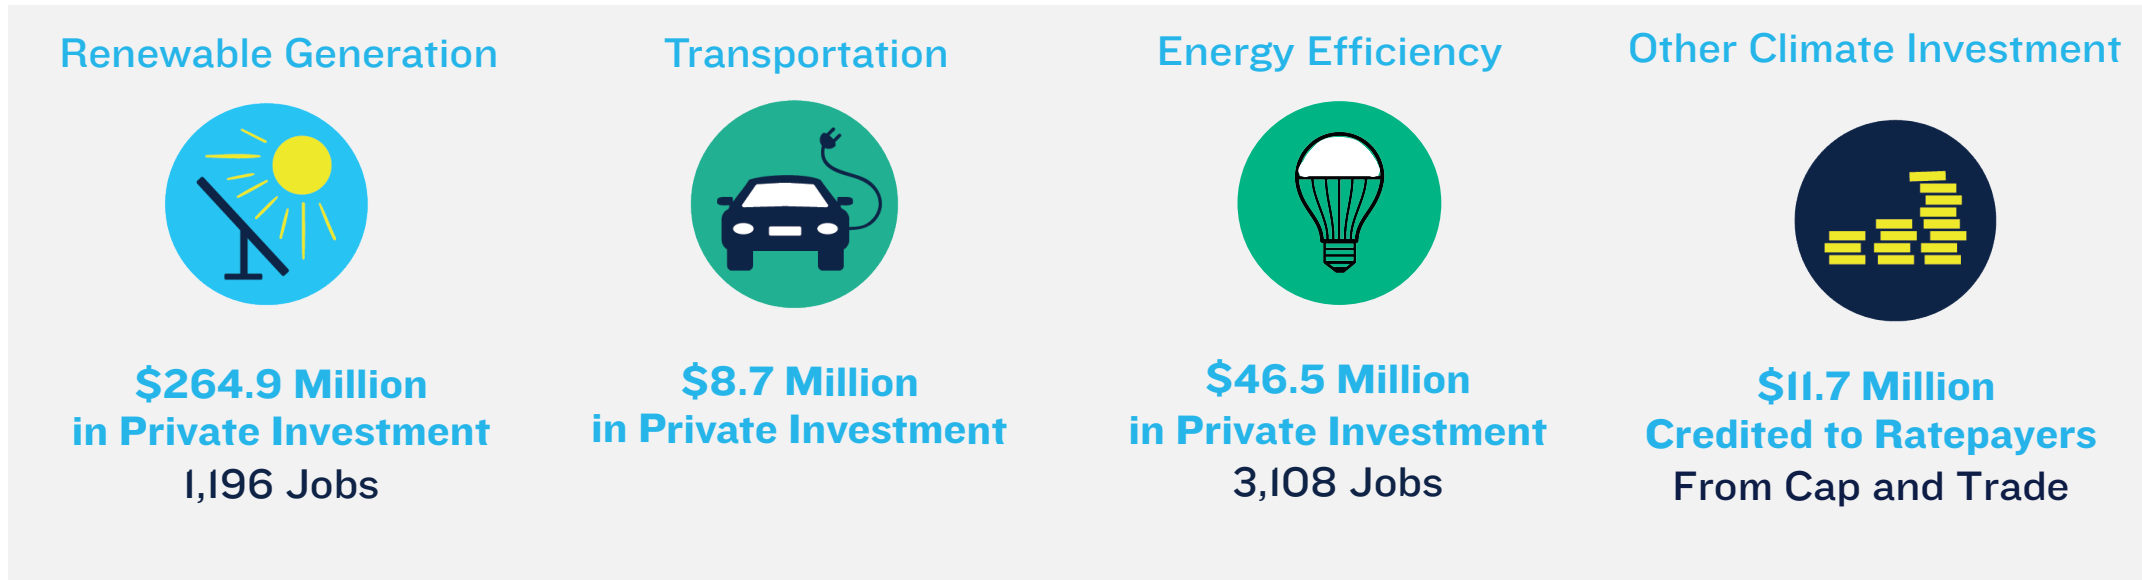 Renewable Generation
$264.9 Million
in Private Investment
1,196 Jobs
Transportation
$8.7 Million
in Private Investment
Energy Efficiency
$46.5 Million
in Private Investment
3,108 Jobs
Other Climate Investment
$11.7 Million
Credited to Ratepayers
From Cap and Trade